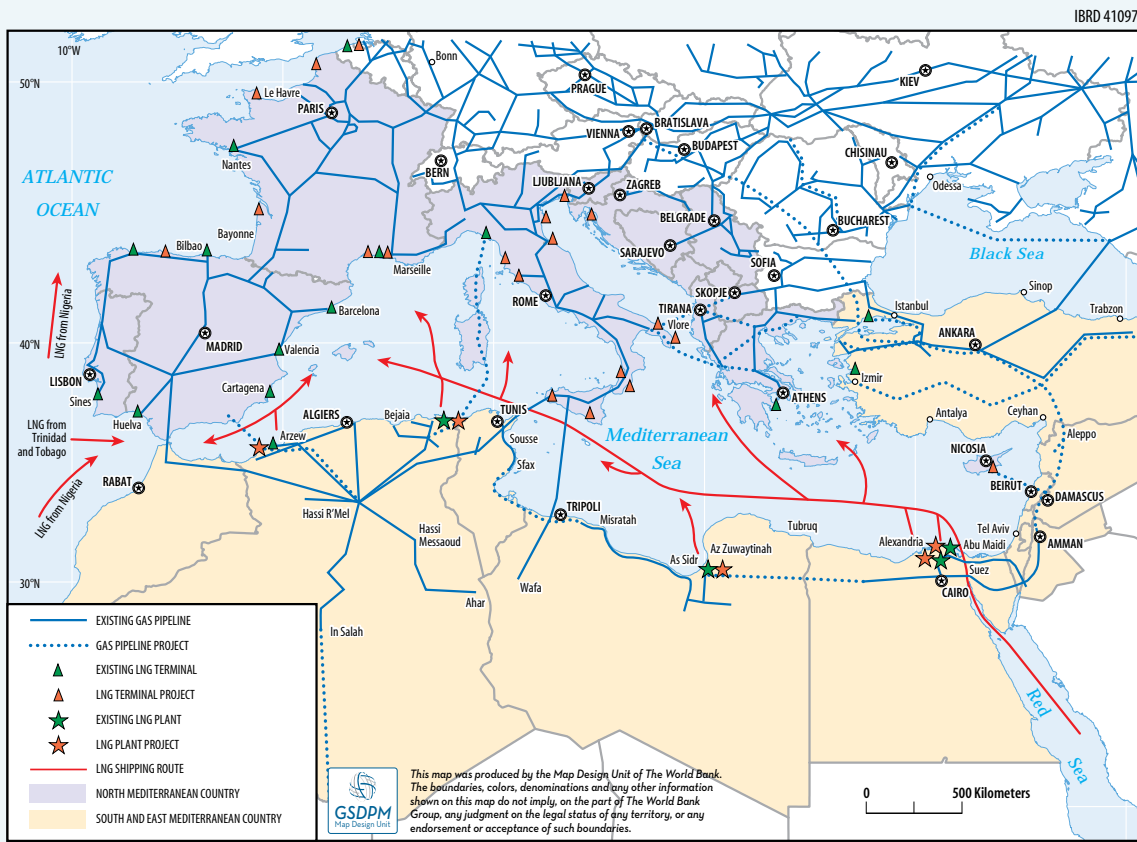 IBRD 41097
10°W
50°N
40°N
30°N
Bonn
PRAGUE
KIEV
Le Havre
PARIS
VIENNA
BRATISLAVA
BUDAPEST
CHISINAU
Odessa
Nantes
BERN
LJUBLJANA
ZAGREB
ATLANTIC
OCEAN
BELGRADE
BUCHAREST
Bayonne
Bilbao
SARAJEVO
SOFIA
Black Sea
Marseille
SKOPJE
Sinop
ROME
TIRANA
Istanbul
Trabzon
Barcelona
Vlore
MADRID
ANKARA
LNG from Nigeria
Valencia
LISBON
Cartagena
Izmir
Sines
ATHENS
Huelva
ALGIERS
Bejaia
TUNIS
Antalya
Ceyhan
LNG from
Trinidad
and Tobago
Arzew
Sousse
Mediterranean
Sea
Aleppo
NICOSIA
Sfax
RABAT
LNG from Nigeria
BEIRUT
DAMASCUS
Hassi R'Mel
TRIPOLI
Misratah
Tubruq
Tel Aviv
Hassi
Messaoud
Alexandria
Abu Maidi
AMMAN
As Sidr
Az Zuwaytinah
Suez
Wafa
CAIRO
Ahar
In Salah
Red
Sea
EXISTING GAS PIPELINE
GAS PIPELINE PROJECT
EXISTING LNG TERMINAL
LNG TERMINAL PROJECT
EXISTING LNG PLANT
LNG PLANT PROJECT
LNG SHIPPING ROUTE
NORTH MEDITERRANEAN COUNTRY
SOUTH AND EAST MEDITERRANEAN COUNTRY
GSDPM
Map Design Unit
This map was produced by the Map Design Unit of The World Bank.
The boundaries, colors, denominations and any other information
shown on this map do not imply, on the part of The World Bank
Group, any judgment on the legal status of any territory, or any
endorsement or acceptance of such boundaries.
0 500 Kilometers